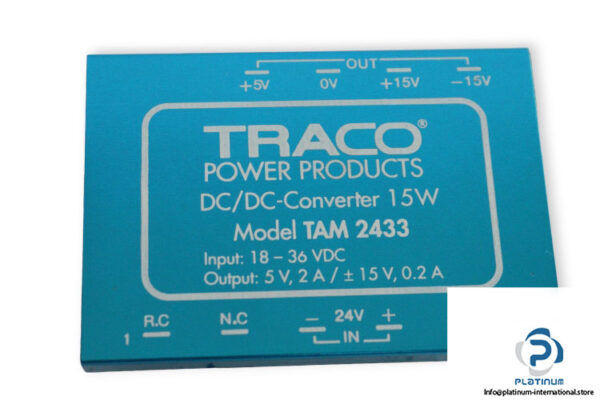 OUT
+5V 0V +15V -15V
TRACO®
POWER PRODUCTS
DC/DC-Converter 15W
Model TAM 2433
Input: 18 – 36 VDC
Output: 5 V, 2 A / ± 15 V, 0.2 A
R.C N.C – 24V +
1 IN
PLATINUM
Info@platinum-international.store